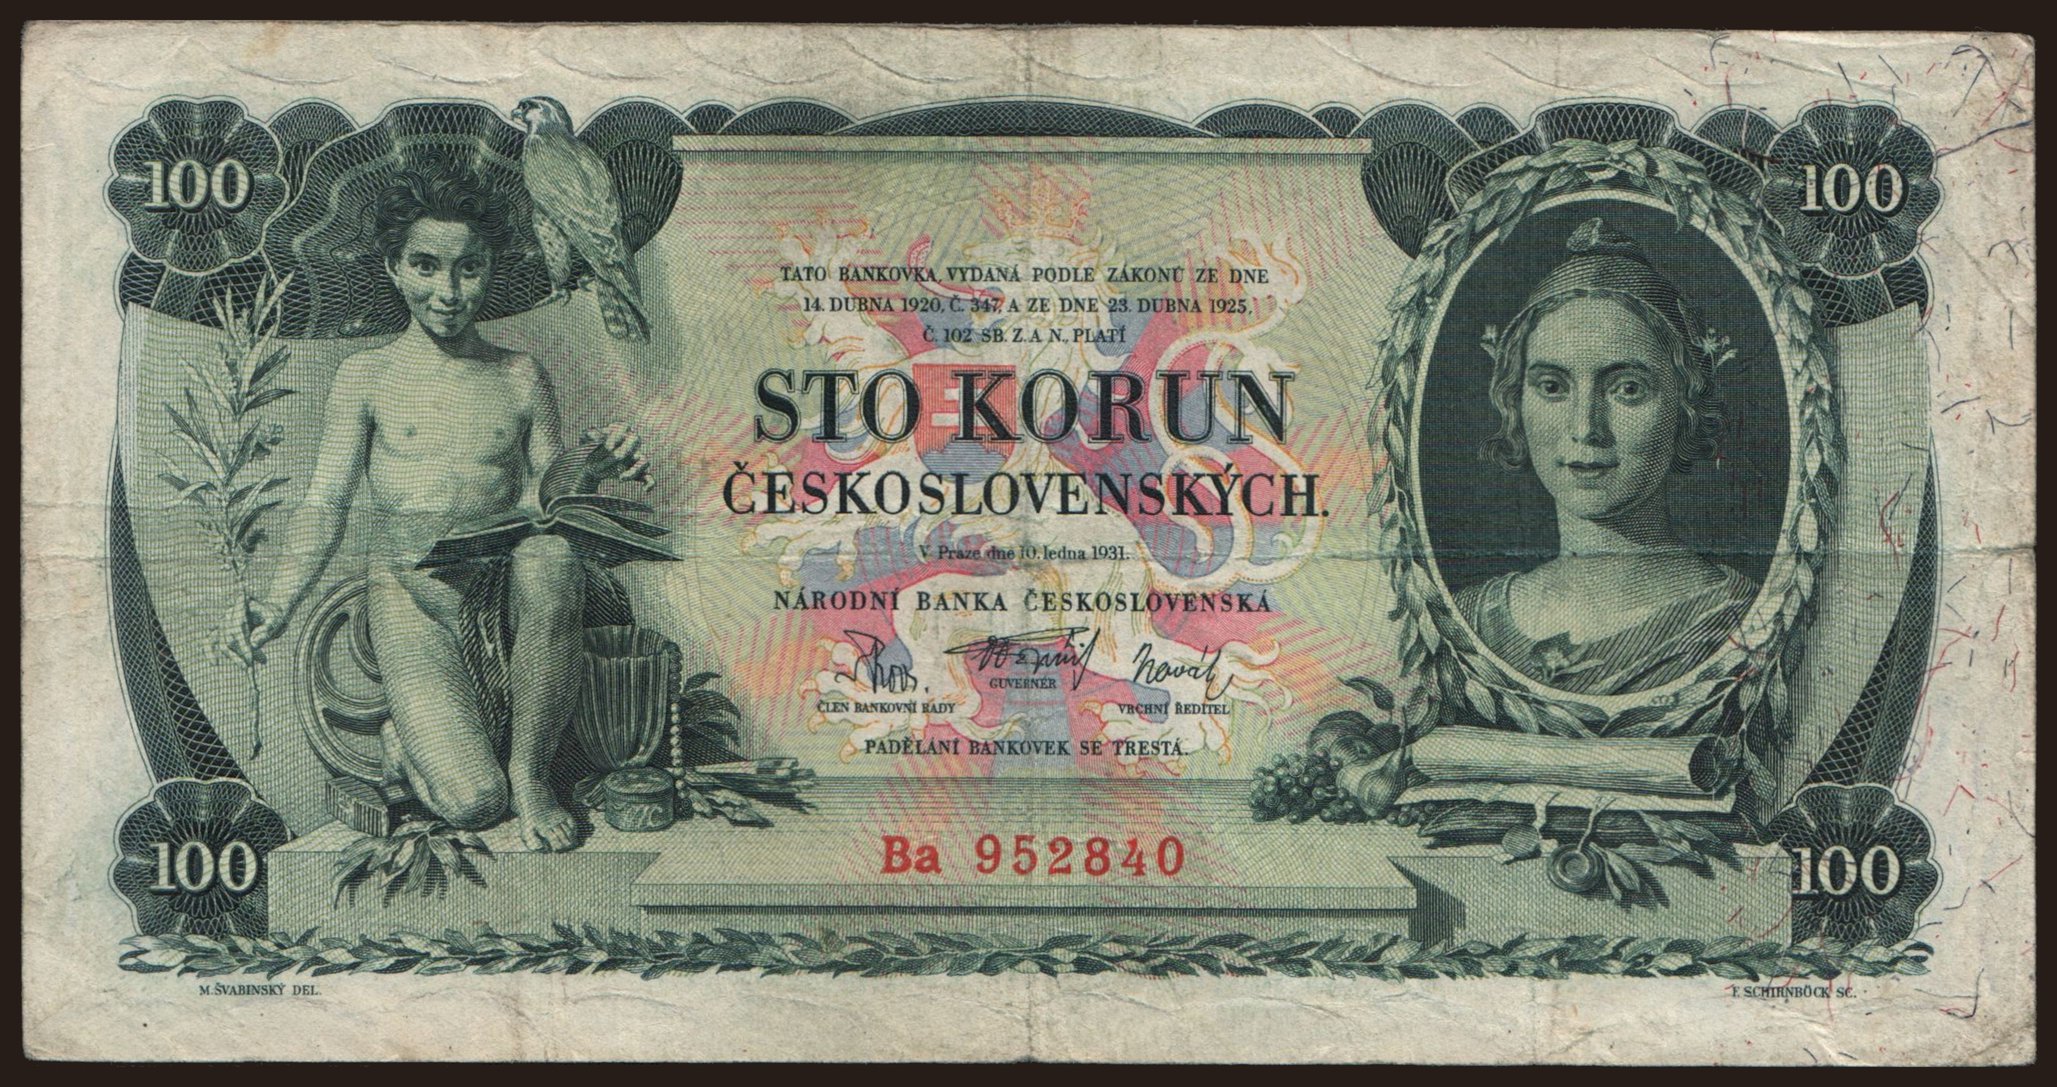 100
100
TATO BANKOVKA, VYDANÁ PODLE ZÁKONŮ ZE DNE
14. DUBNA 1920, Č. 347, A ZE DNE 23. DUBNA 1925,
Č. 102 SB. Z. A N., PLATÍ
STO KORUN
ČESKOSLOVENSKÝCH.
V Praze dne 10. ledna 1931.
NÁRODNÍ BANKA ČESKOSLOVENSKÁ
GUVERNÉR
ČLEN BANKOVNÍ RADY
VRCHNÍ ŘEDITEL
PADĚLÁNÍ BANKOVEK SE TRESTÁ.
Ba 952840
100
100
M. ŠVABINSKÝ DEL.
F. SCHIRNBÖCK SC.